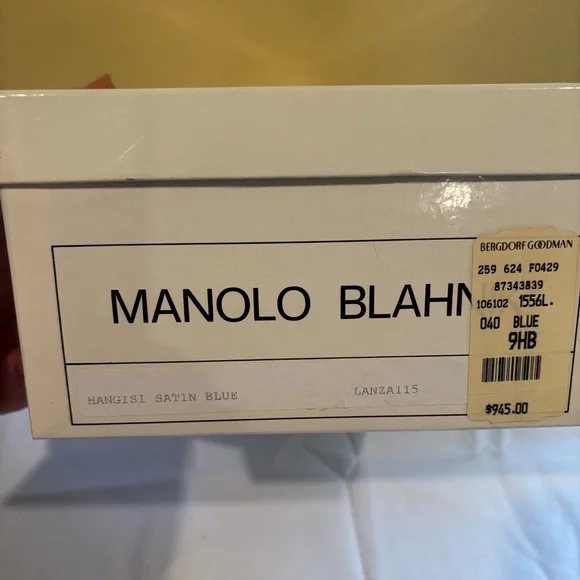 MANOLO BLAHN
HANGISI SATIN BLUE LANZA115
BERGDORF GOODMAN
259 624 F0429
87343839
106102 1556L.
040 BLUE
9HB
$945.00